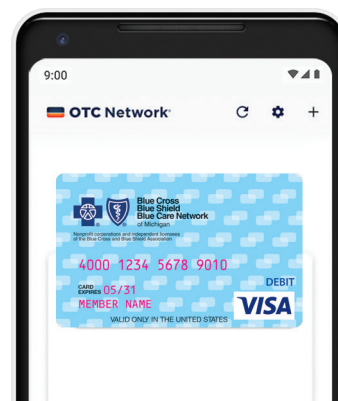 9:00
OTC Network®
Blue Cross
Blue Shield
Blue Care Network
of Michigan
Nonprofit corporations and independent licensees
of the Blue Cross and Blue Shield Association
4000 1234 5678 9010
CARD
EXPIRES 05/31
DEBIT
MEMBER NAME
VISA
VALID ONLY IN THE UNITED STATES